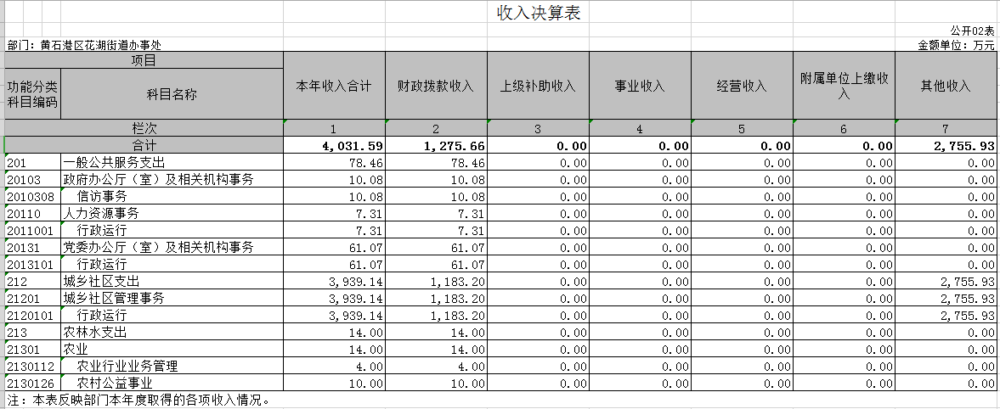 收入决算表
公开02表
部门：黄石港区花湖街道办事处 金额单位：万元
项目 本年收入合计 财政拨款收入 上级补助收入 事业收入 经营收入 附属单位上缴收入 其他收入
功能分类科目编码 科目名称
栏次 1 2 3 4 5 6 7
合计 4,031.59 1,275.66 0.00 0.00 0.00 0.00 2,755.93
201 一般公共服务支出 78.46 78.46 0.00 0.00 0.00 0.00 0.00
20103 政府办公厅（室）及相关机构事务 10.08 10.08 0.00 0.00 0.00 0.00 0.00
2010308 信访事务 10.08 10.08 0.00 0.00 0.00 0.00 0.00
20110 人力资源事务 7.31 7.31 0.00 0.00 0.00 0.00 0.00
2011001 行政运行 7.31 7.31 0.00 0.00 0.00 0.00 0.00
20131 党委办公厅（室）及相关机构事务 61.07 61.07 0.00 0.00 0.00 0.00 0.00
2013101 行政运行 61.07 61.07 0.00 0.00 0.00 0.00 0.00
212 城乡社区支出 3,939.14 1,183.20 0.00 0.00 0.00 0.00 2,755.93
21201 城乡社区管理事务 3,939.14 1,183.20 0.00 0.00 0.00 0.00 2,755.93
2120101 行政运行 3,939.14 1,183.20 0.00 0.00 0.00 0.00 2,755.93
213 农林水支出 14.00 14.00 0.00 0.00 0.00 0.00 0.00
21301 农业 14.00 14.00 0.00 0.00 0.00 0.00 0.00
2130112 农业行业业务管理 4.00 4.00 0.00 0.00 0.00 0.00 0.00
2130126 农村公益事业 10.00 10.00 0.00 0.00 0.00 0.00 0.00
注：本表反映部门本年度取得的各项收入情况。